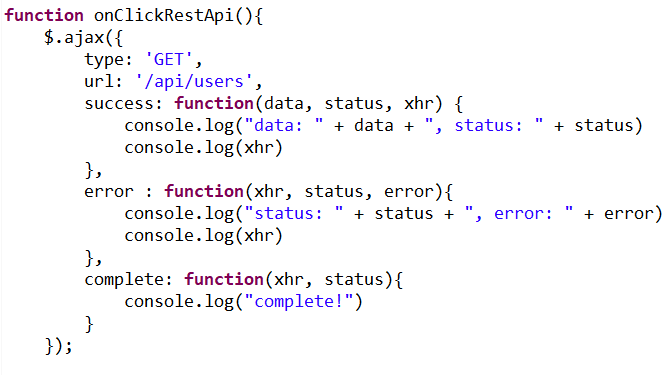 function onClickRestApi(){
    $.ajax({
        type: 'GET',
        url: '/api/users',
        success: function(data, status, xhr) {
            console.log("data: " + data + ", status: " + status)
            console.log(xhr)
        },
        error : function(xhr, status, error){
            console.log("status: " + status + ", error: " + error)
            console.log(xhr)
        },
        complete: function(xhr, status){
            console.log("complete!")
        }
    });